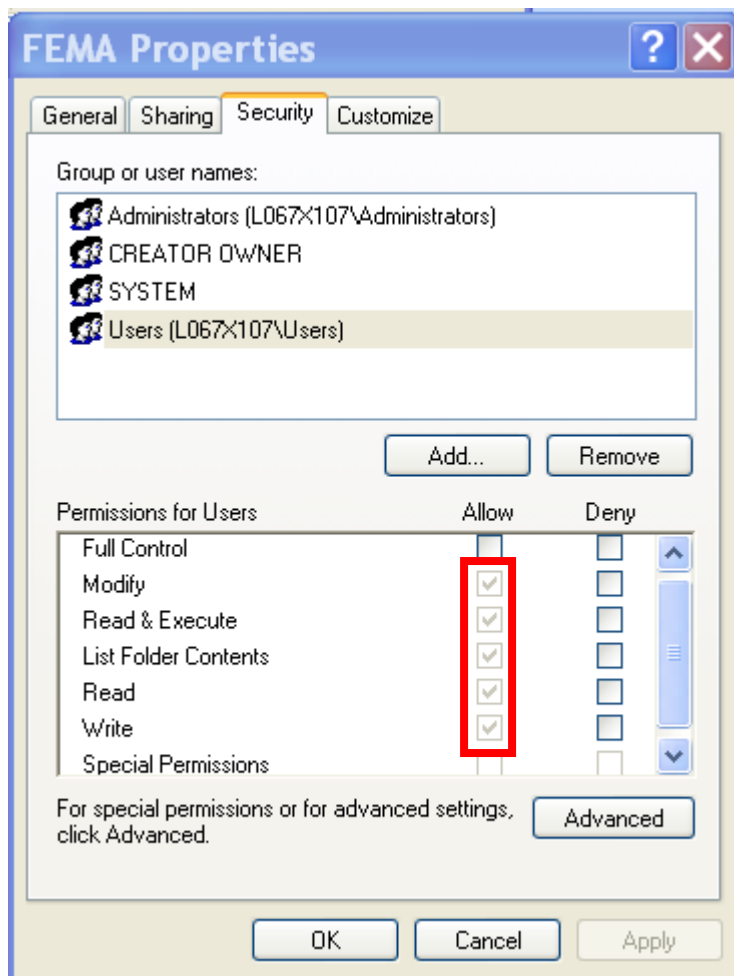 FEMA Properties
General Sharing Security Customize
Group or user names:
Administrators (L067X107\Administrators)
CREATOR OWNER
SYSTEM
Users (L067X107\Users)
Add... Remove
Permissions for Users Allow Deny
Full Control
Modify
Read & Execute
List Folder Contents
Read
Write
Special Permissions
For special permissions or for advanced settings,
click Advanced.
Advanced
OK Cancel Apply